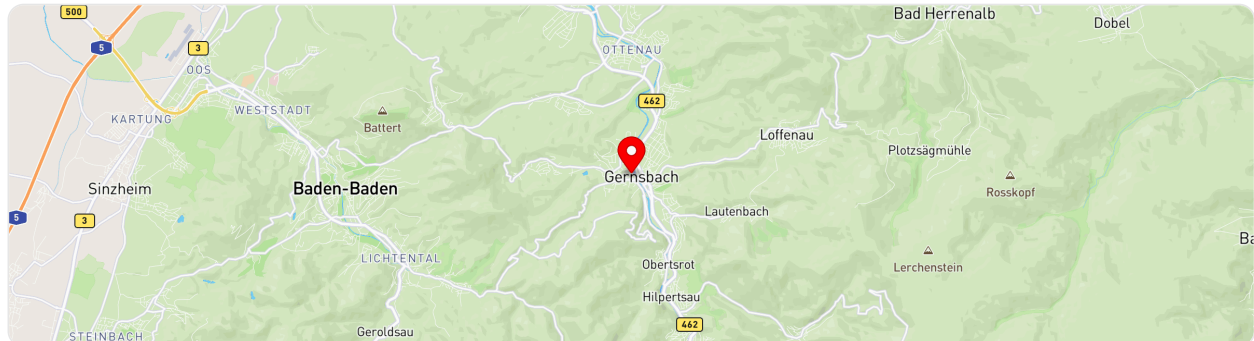 500
Bad Herrenalb
Dobel
5
3
OTTENAU
OOS
462
WESTSTADT
KARTUNG
Battert
Loffenau
Plotzsägmühle
Gernsbach
Sinzheim
Baden-Baden
Rosskopf
5
3
Lautenbach
Ba
LICHTENTAL
Obertsrot
Lerchenstein
Hilpertsau
462
Geroldsau
STEINBACH